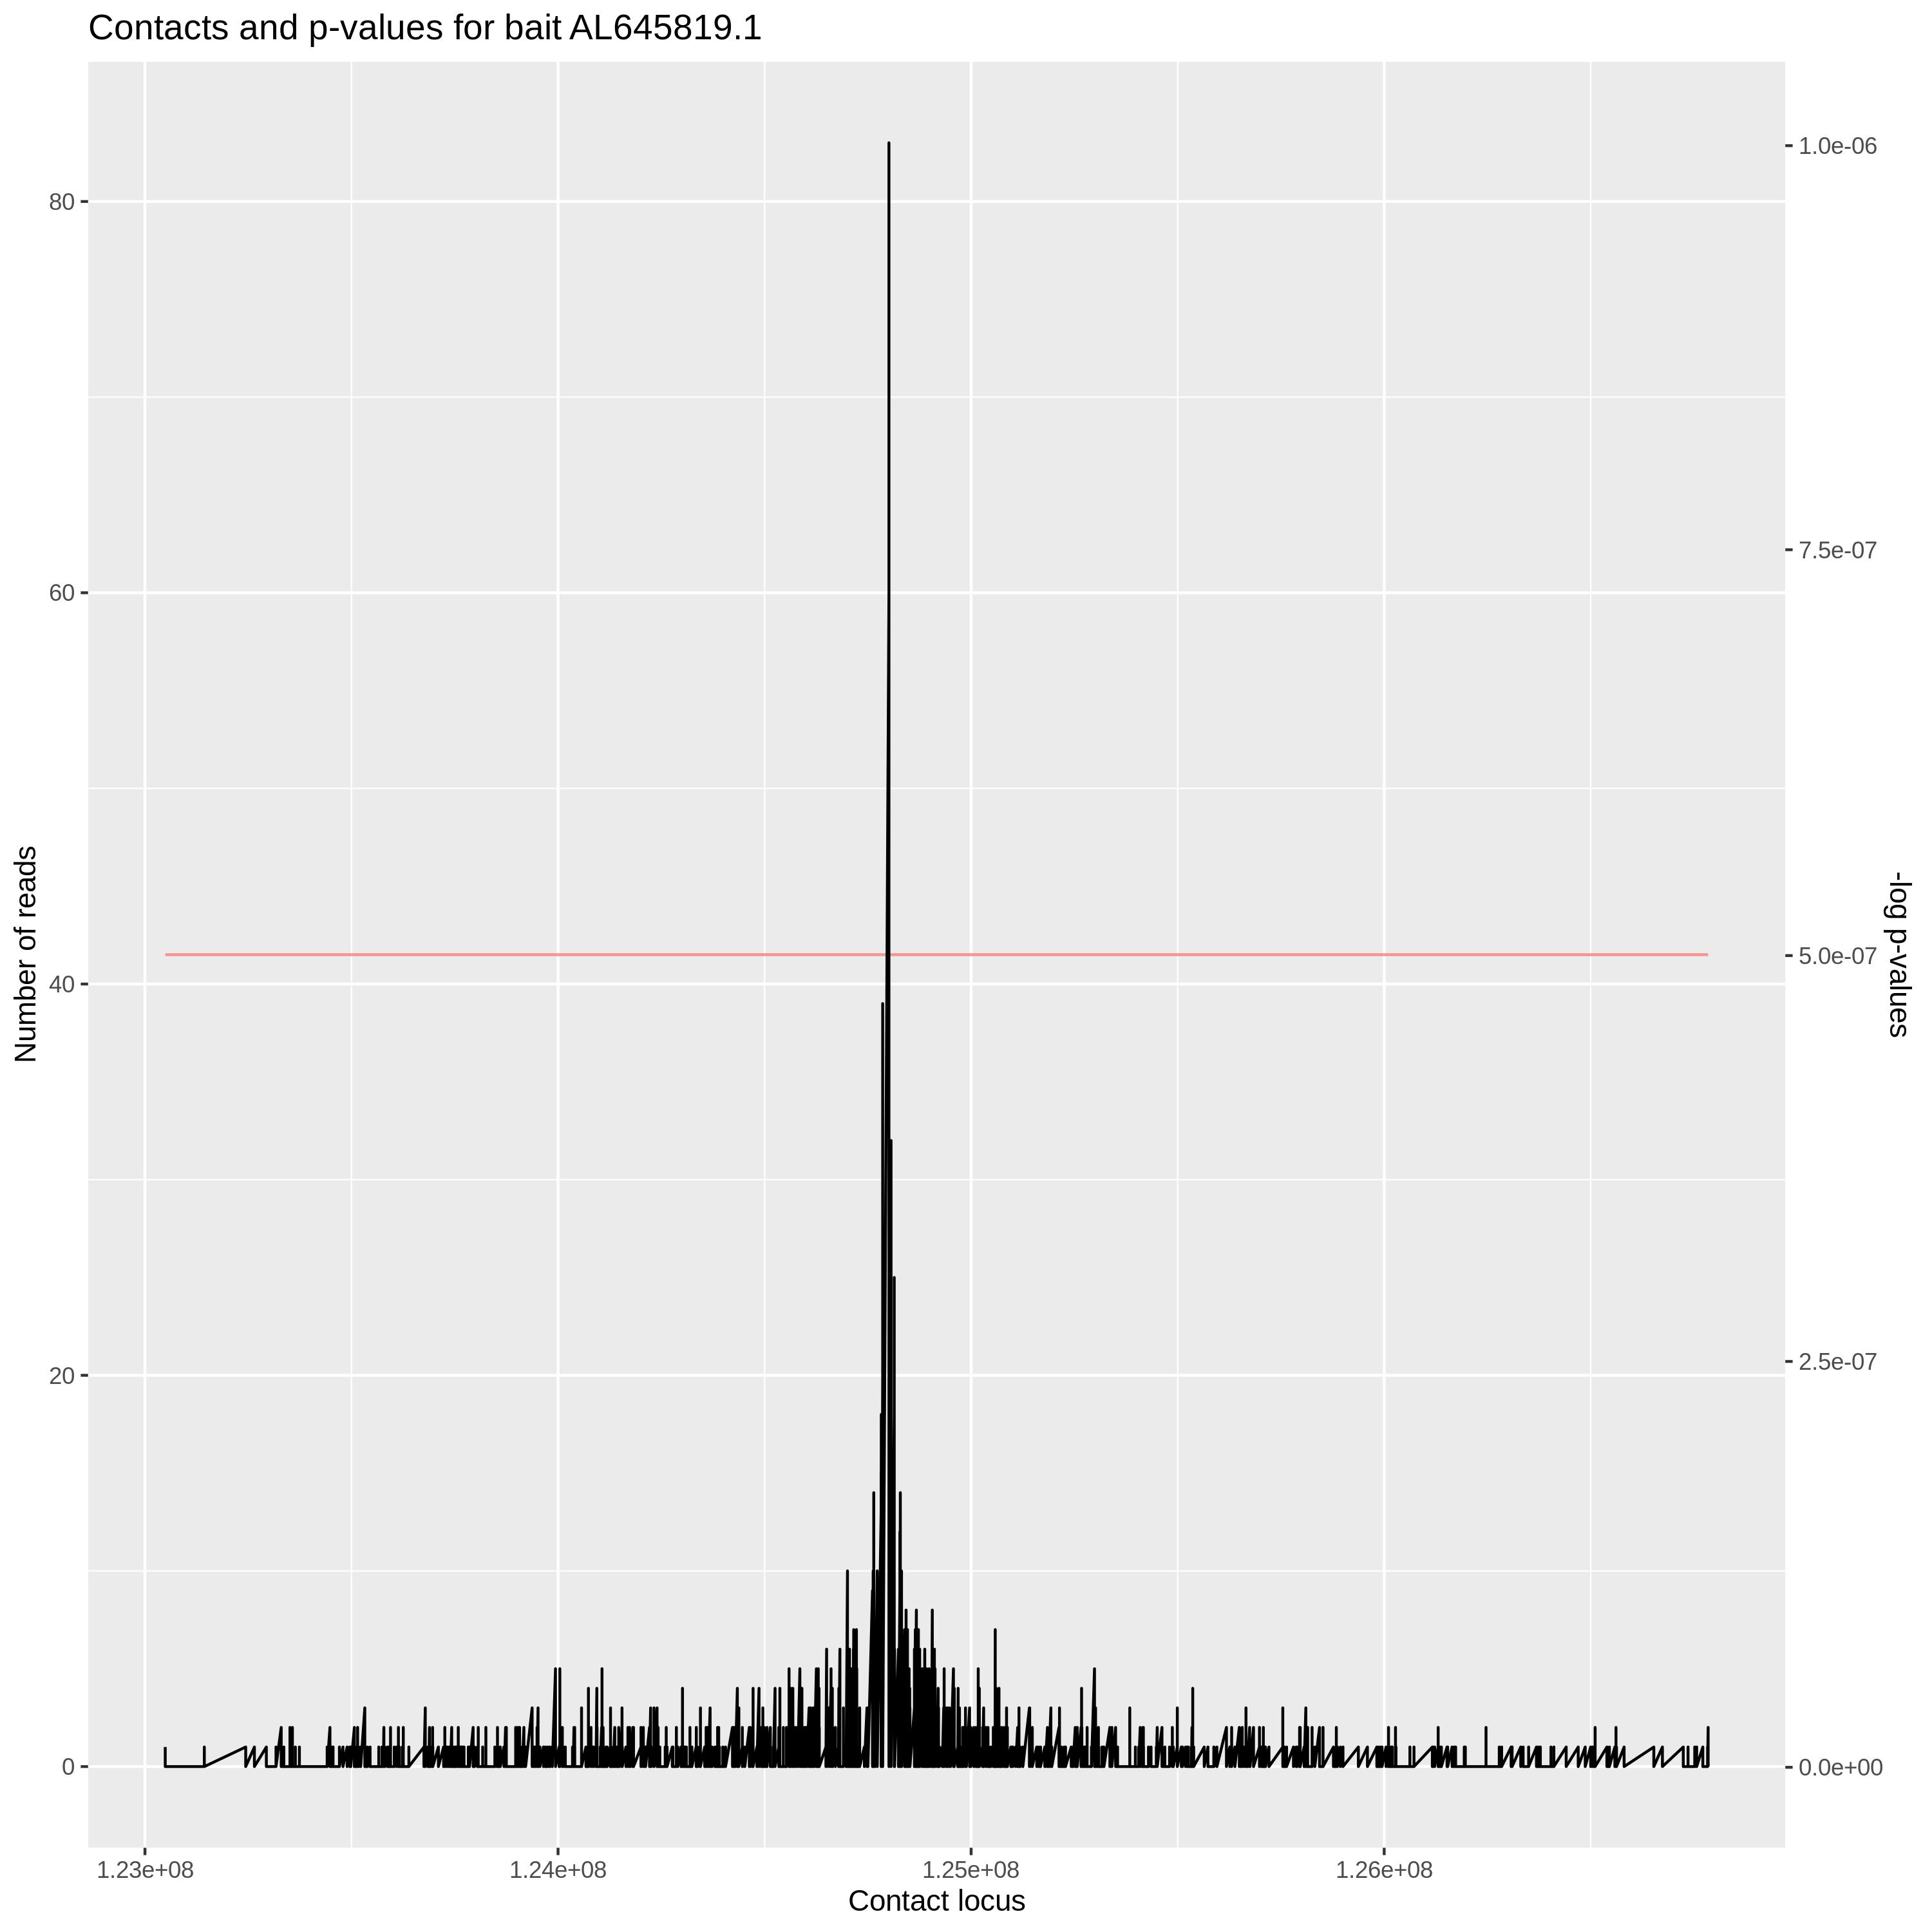 Contacts and p-values for bait AL645819.1
80
60
40
20
0
Number of reads
1.0e-06
7.5e-07
5.0e-07
2.5e-07
0.0e+00
-log p-values
1.23e+08
1.24e+08
1.25e+08
1.26e+08
Contact locus